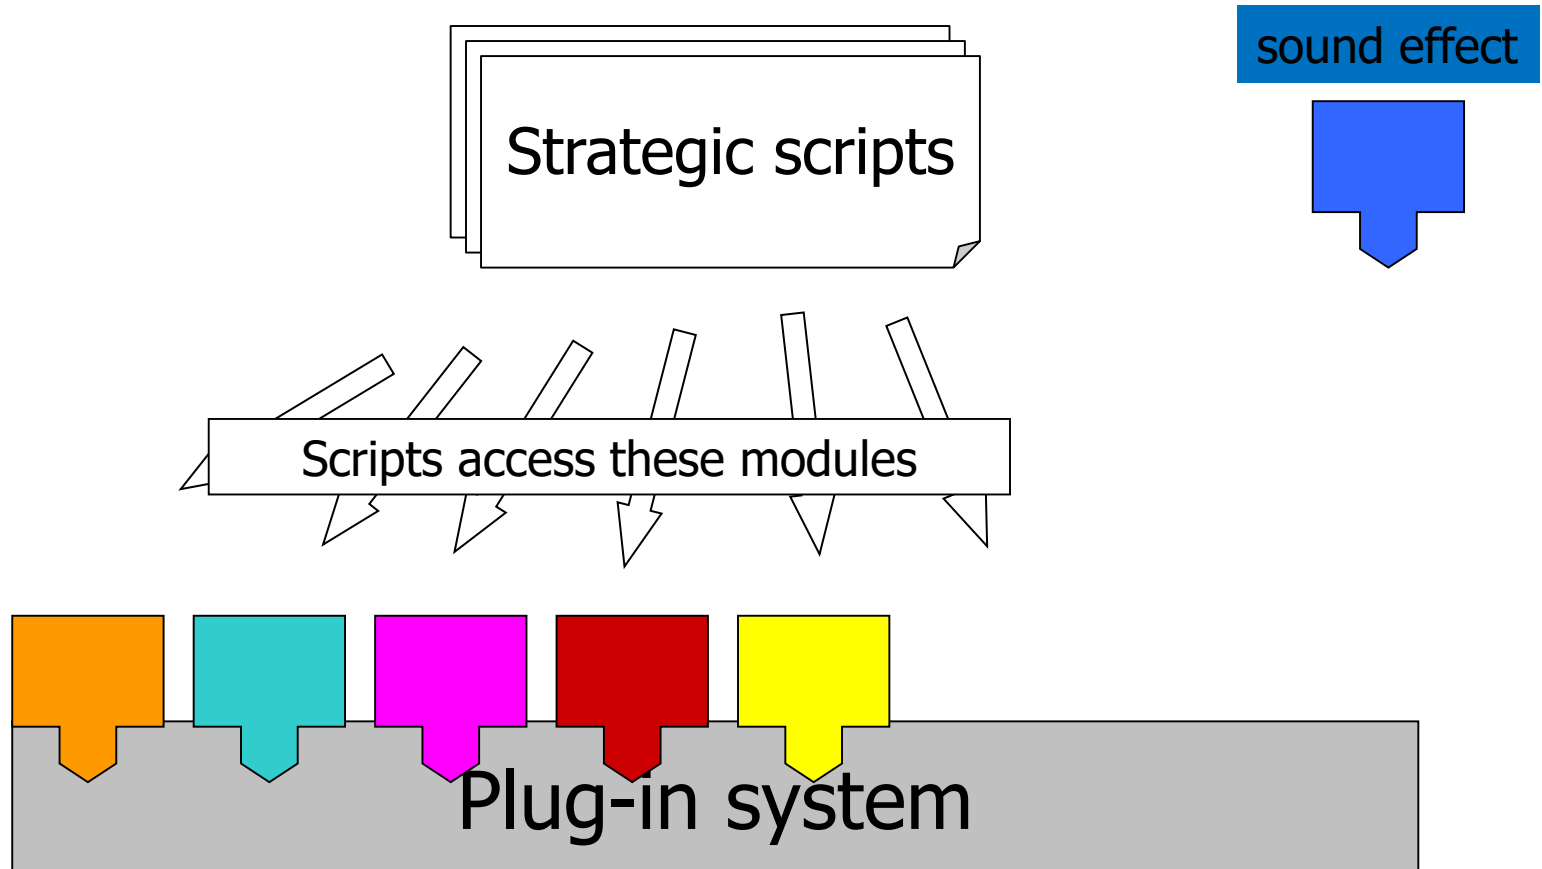 sound effect
Strategic scripts
Scripts access these modules
Plug-in system